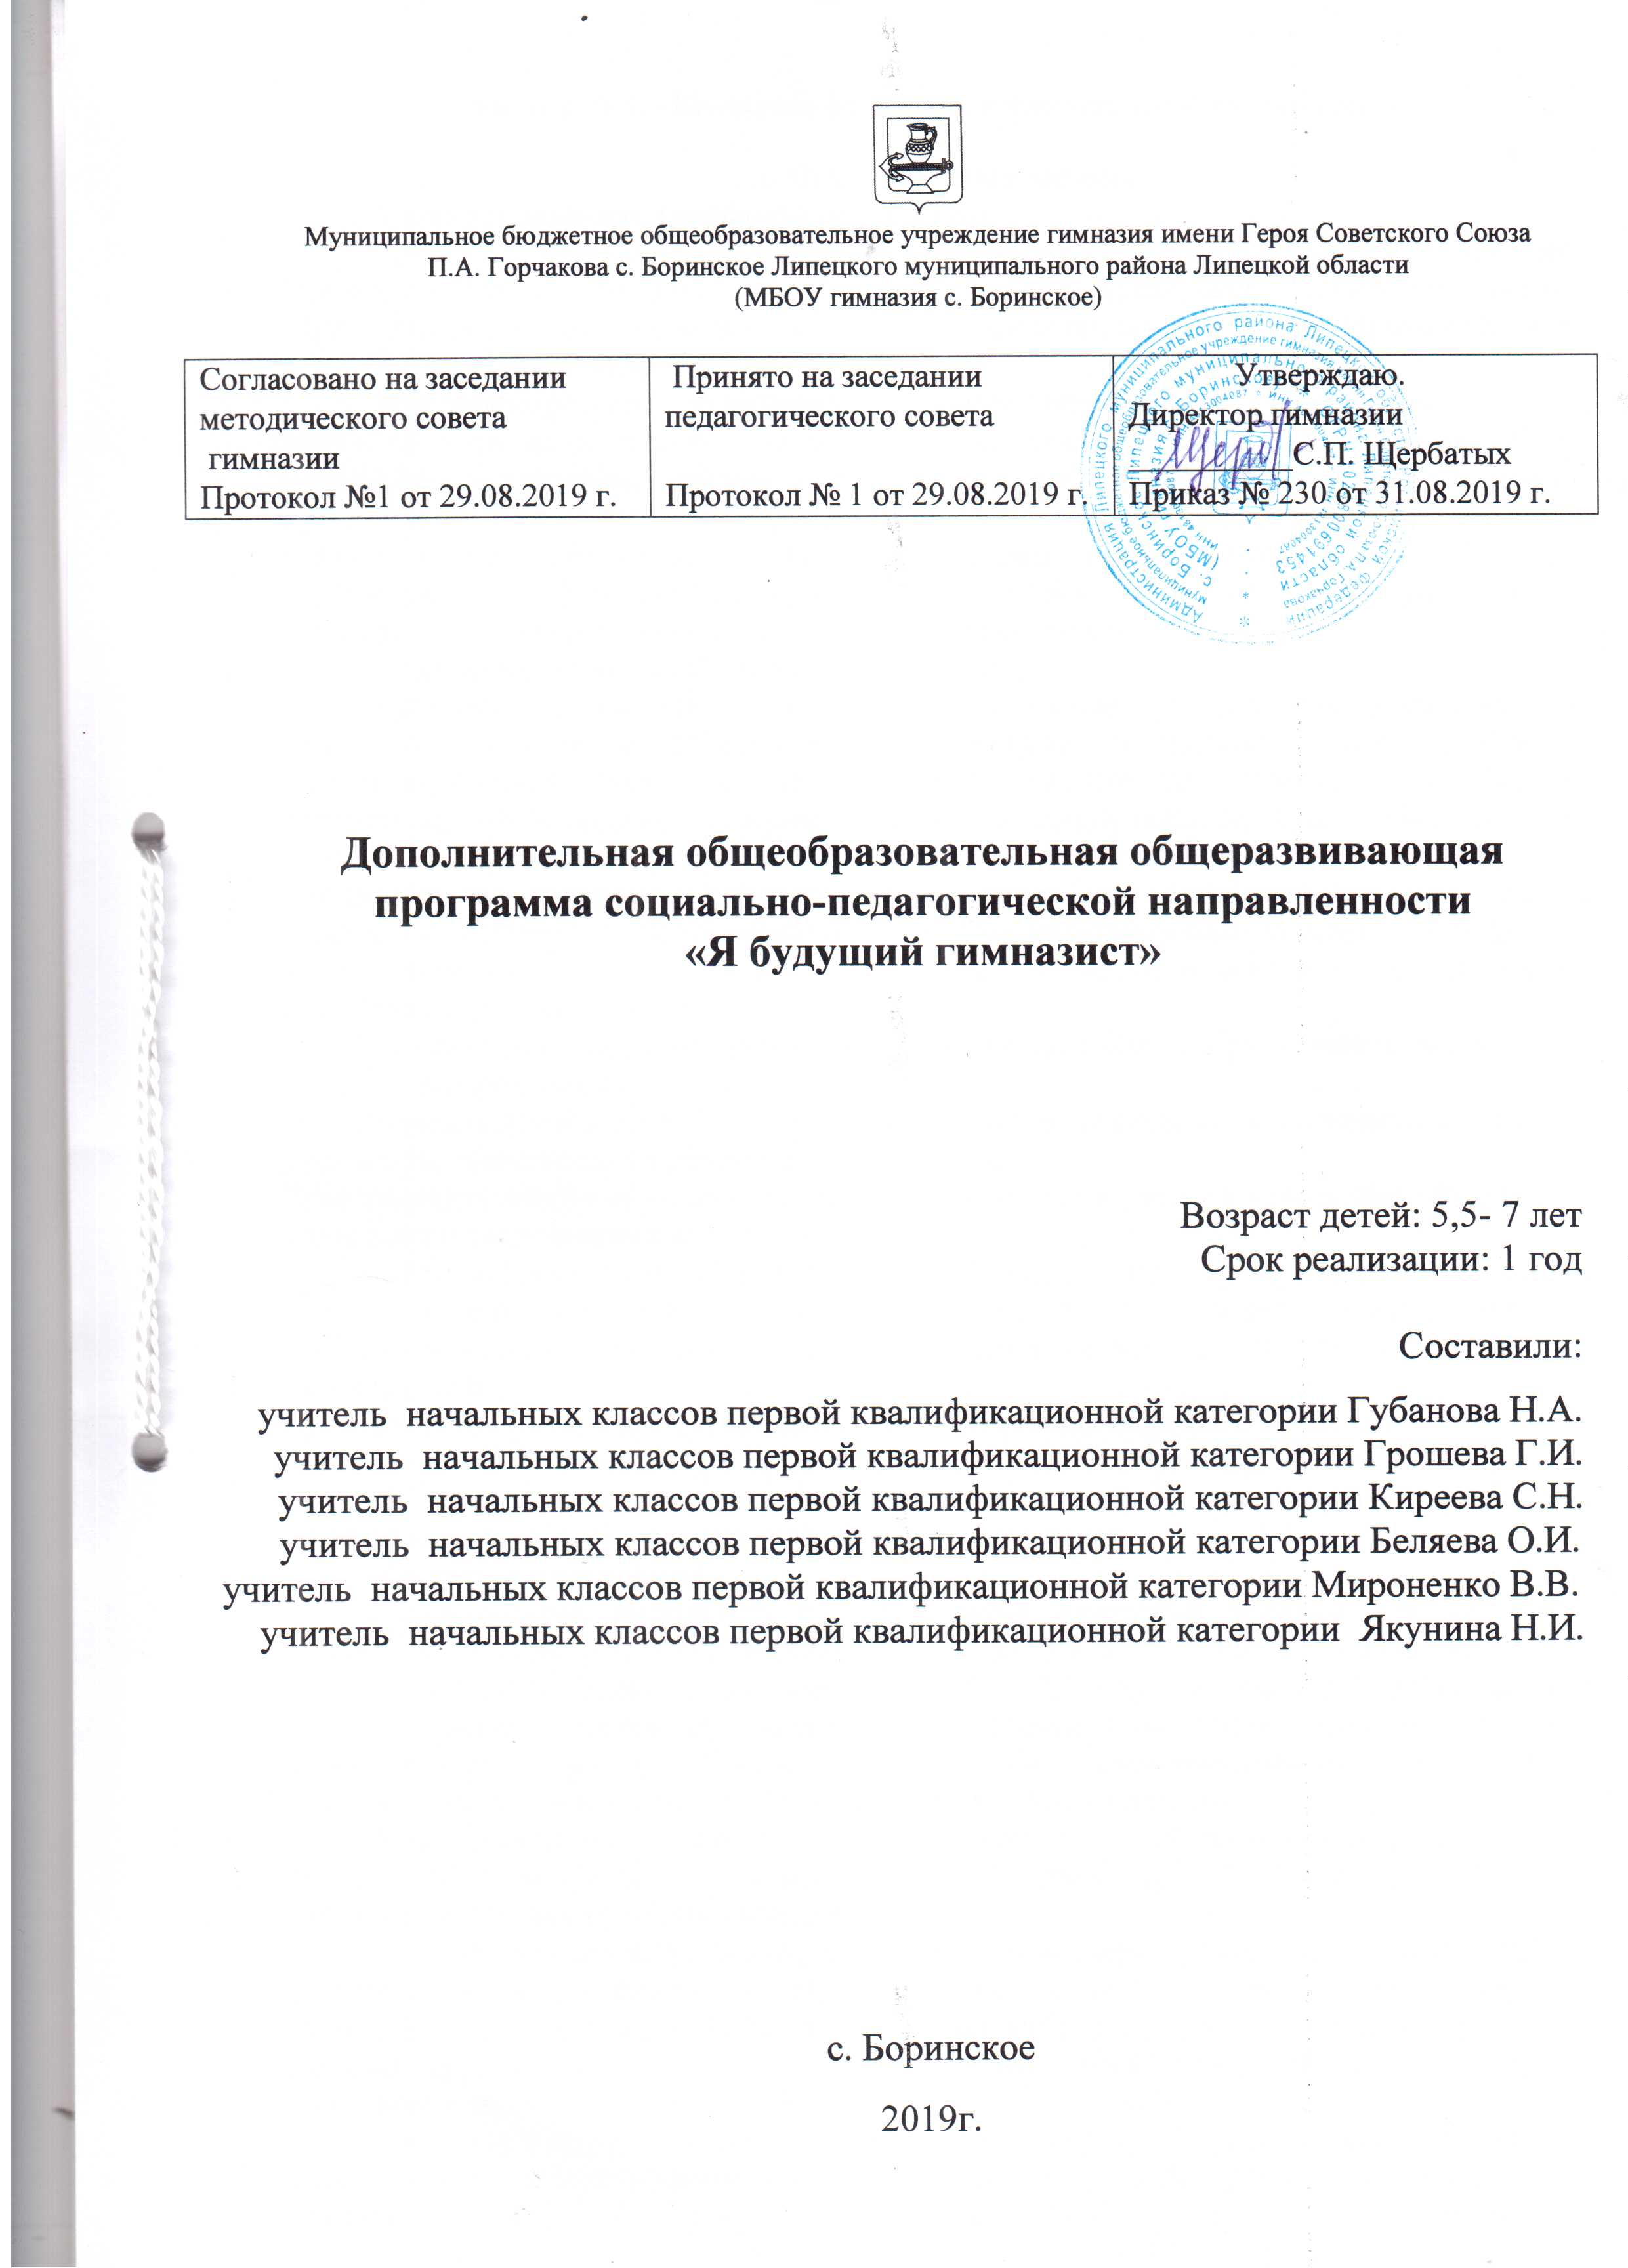 Муниципальное бюджетное общеобразовательное учреждение гимназия имени Героя Советского Союза
П.А. Горчакова с. Боринское Липецкого муниципального района Липецкой области
(МБОУ гимназия с. Боринское)
Согласовано на заседании
методического совета
гимназии
Протокол №1 от 29.08.2019 г.
Принято на заседании
педагогического совета
Протокол № 1 от 29.08.2019 г.
Утверждаю.
Директор гимназии
____________С.П. Щербатых
Приказ № 230 от 31.08.2019 г.
Дополнительная общеобразовательная общеразвивающая
программа социально-педагогической направленности
«Я будущий гимназист»
Возраст детей: 5,5- 7 лет
Срок реализации: 1 год
Составили:
учитель  начальных классов первой квалификационной категории Губанова Н.А.
учитель  начальных классов первой квалификационной категории Грошева Г.И.
учитель  начальных классов первой квалификационной категории Киреева С.Н.
учитель  начальных классов первой квалификационной категории Беляева О.И.
учитель  начальных классов первой квалификационной категории Мироненко В.В.
учитель  начальных классов первой квалификационной категории  Якунина Н.И.
с. Боринское
2019г.